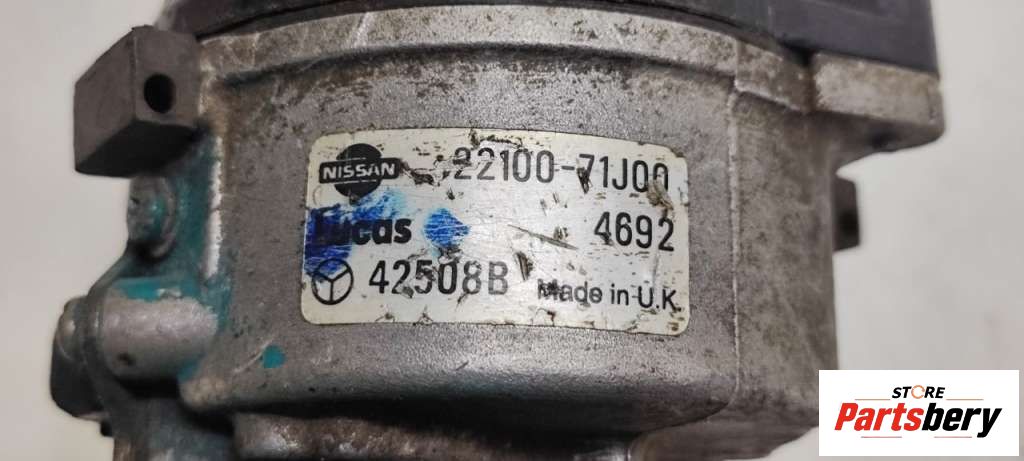 NISSAN 22100-71J00
Lucas 4692
42508B Made in U.K.
STORE
Partsbery